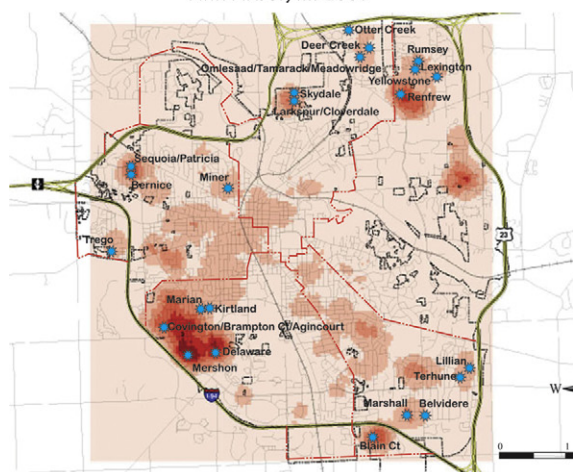 Otter Creek
Deer Creek
Rumsey
Omlesaad/Tamarack/Meadowridge
Lexington
Yellowstone
Skydale
Renfrew
Larkspur/Cloverdale
Sequoia/Patricia
Bernice
Miner
23
Trego
Marian
Kirtland
Covington/Brampton Ct/Agincourt
Delaware
Mershon
Lillian
Terhune
I-94
W
Marshall
Belvidere
Blain Ct
0
1